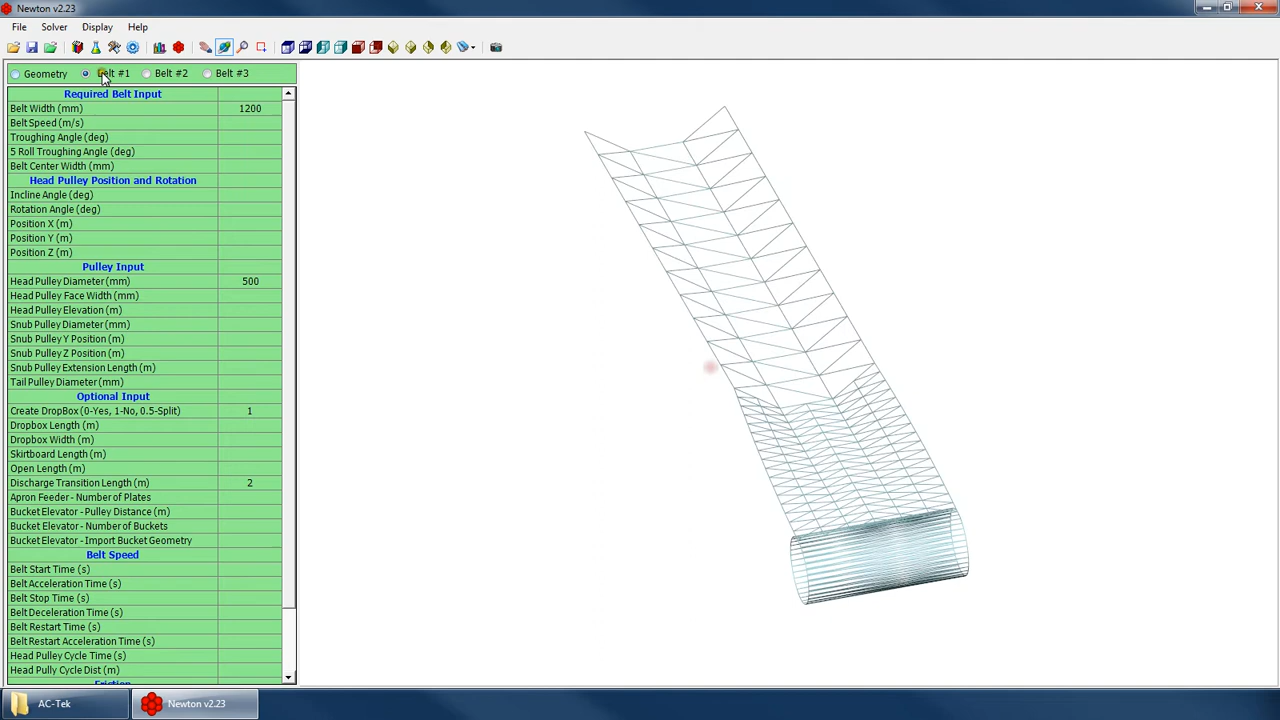 Newton v2.23
File Solver Display Help
Geometry Belt #1 Belt #2 Belt #3
Required Belt Input
Belt Width (mm) 1200
Belt Speed (m/s)
Troughing Angle (deg)
5 Roll Troughing Angle (deg)
Belt Center Width (mm)
Head Pulley Position and Rotation
Incline Angle (deg)
Rotation Angle (deg)
Position X (m)
Position Y (m)
Position Z (m)
Pulley Input
Head Pulley Diameter (mm) 500
Head Pulley Face Width (mm)
Head Pulley Elevation (m)
Snub Pulley Diameter (mm)
Snub Pulley Y Position (m)
Snub Pulley Z Position (m)
Snub Pulley Extension Length (m)
Tail Pulley Diameter (mm)
Optional Input
Create DropBox (0-Yes, 1-No, 0.5-Split) 1
Dropbox Length (m)
Dropbox Width (m)
Skirtboard Length (m)
Open Length (m)
Discharge Transition Length (m) 2
Apron Feeder - Number of Plates
Bucket Elevator - Pulley Distance (m)
Bucket Elevator - Number of Buckets
Bucket Elevator - Import Bucket Geometry
Belt Speed
Belt Start Time (s)
Belt Acceleration Time (s)
Belt Stop Time (s)
Belt Deceleration Time (s)
Belt Restart Time (s)
Belt Restart Acceleration Time (s)
Head Pulley Cycle Time (s)
Head Pully Cycle Dist (m)
Friction
AC-Tek Newton v2.23